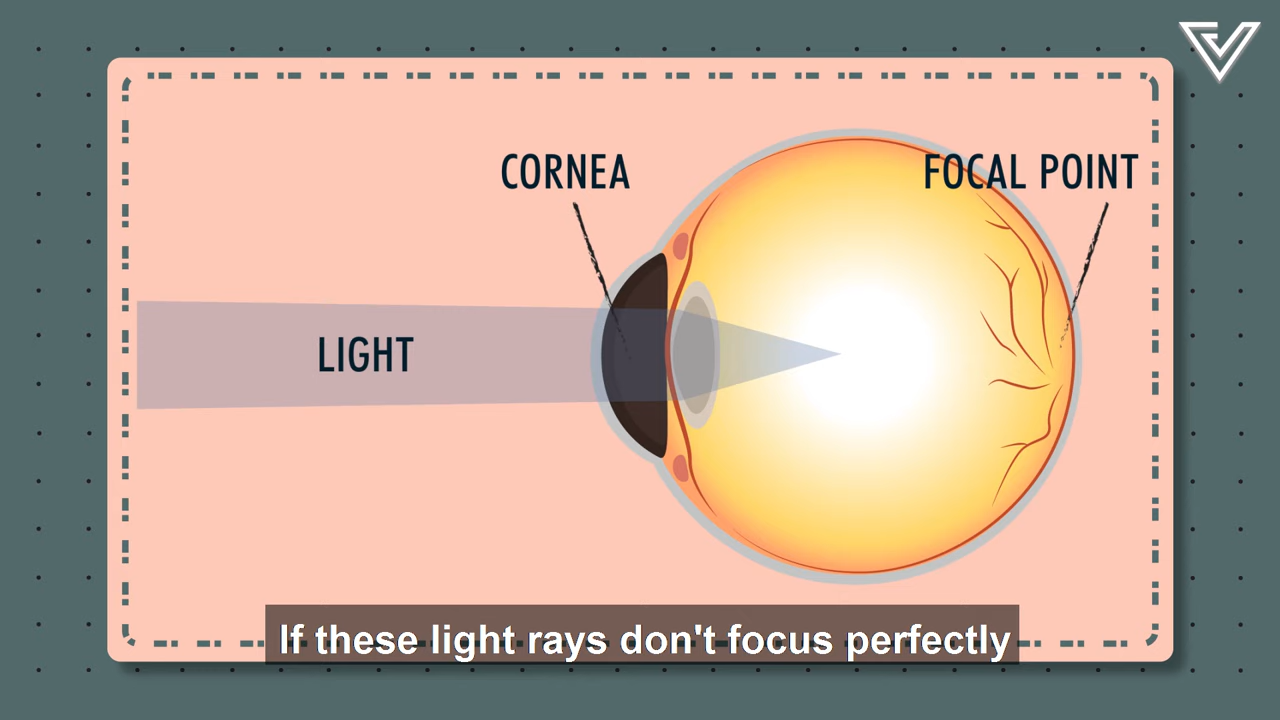 CORNEA
FOCAL POINT
LIGHT
If these light rays don't focus perfectly